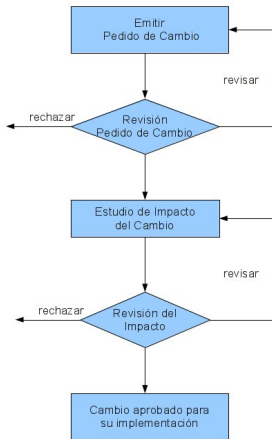 Emitir
Pedido de Cambio
revisar
rechazar
Revisión
Pedido de Cambio
Estudio de Impacto
del Cambio
revisar
rechazar
Revisión del
Impacto
Cambio aprobado para
su implementación